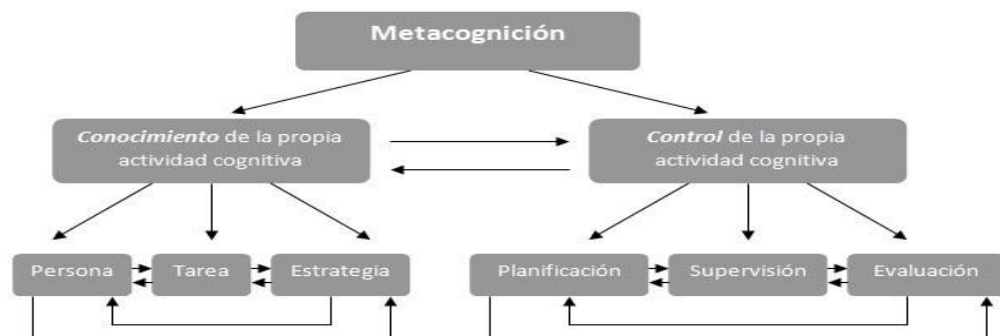 Metacognición
Conocimiento de la propia
actividad cognitiva
Control de la propia
actividad cognitiva
Persona
Tarea
Estrategia
Planificación
Supervisión
Evaluación